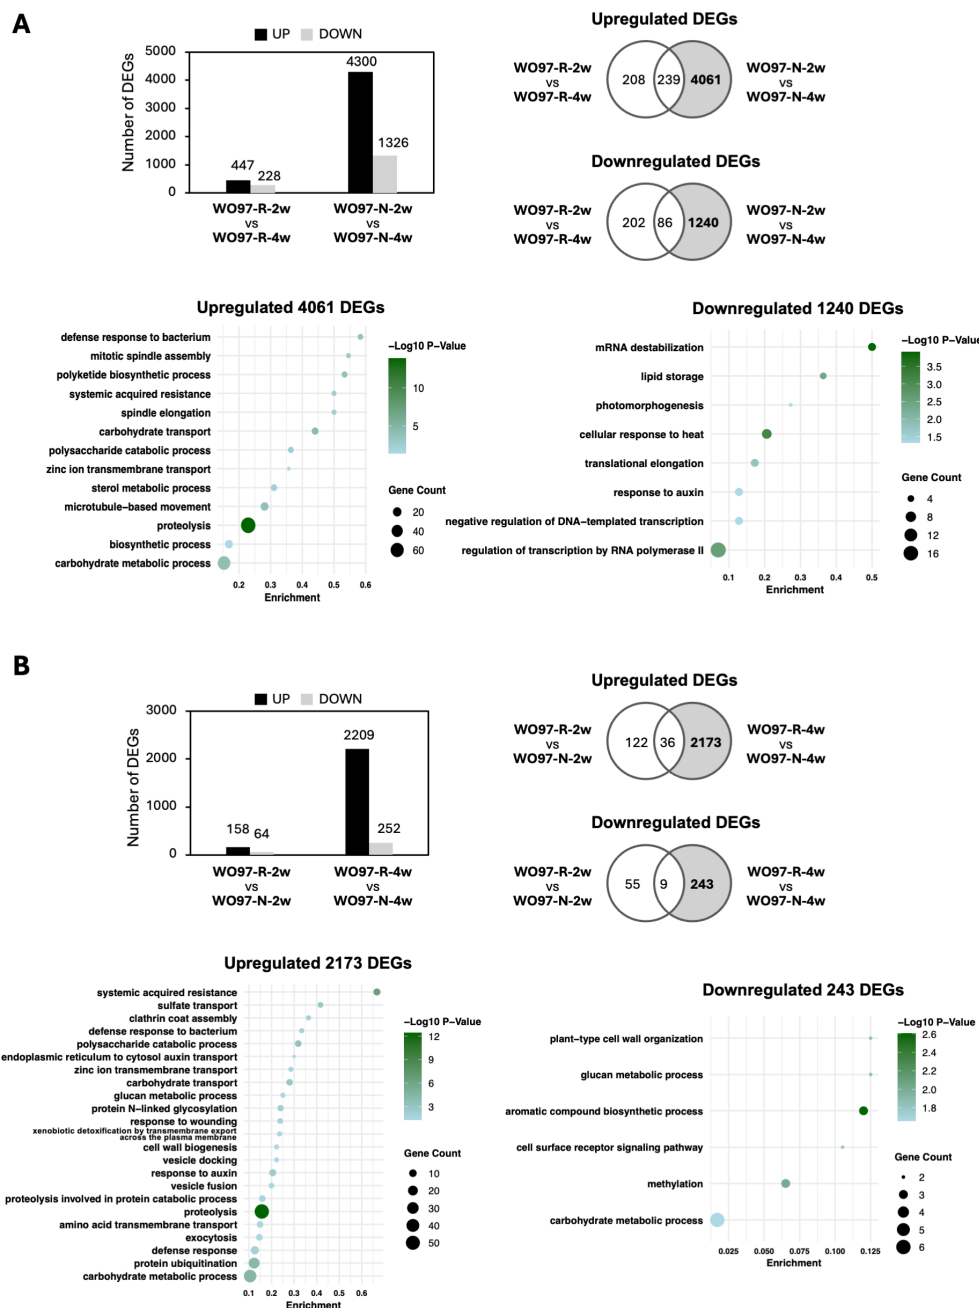 A
UP DOWN
Number of DEGs
5000
4000
3000
2000
1000
0
447
228
4300
1326
WO97-R-2w
vs
WO97-R-4w
WO97-N-2w
vs
WO97-N-4w
Upregulated DEGs
WO97-R-2w
vs
WO97-R-4w
208 239 4061
WO97-N-2w
vs
WO97-N-4w
Downregulated DEGs
WO97-R-2w
vs
WO97-R-4w
202 86 1240
WO97-N-2w
vs
WO97-N-4w
Upregulated 4061 DEGs
defense response to bacterium
mitotic spindle assembly
polyketide biosynthetic process
systemic acquired resistance
spindle elongation
carbohydrate transport
polysaccharide catabolic process
zinc ion transmembrane transport
sterol metabolic process
microtubule−based movement
proteolysis
biosynthetic process
carbohydrate metabolic process
0.2 0.3 0.4 0.5 0.6
Enrichment
−Log10 P−Value
10
5
Gene Count
20
40
60
Downregulated 1240 DEGs
mRNA destabilization
lipid storage
photomorphogenesis
cellular response to heat
translational elongation
response to auxin
negative regulation of DNA−templated transcription
regulation of transcription by RNA polymerase II
0.1 0.2 0.3 0.4 0.5
Enrichment
−Log10 P−Value
3.5
3.0
2.5
2.0
1.5
Gene Count
4
8
12
16
B
UP DOWN
Number of DEGs
3000
2000
1000
0
158
64
2209
252
WO97-R-2w
vs
WO97-N-2w
WO97-R-4w
vs
WO97-N-4w
Upregulated DEGs
WO97-R-2w
vs
WO97-N-2w
122 36 2173
WO97-R-4w
vs
WO97-N-4w
Downregulated DEGs
WO97-R-2w
vs
WO97-N-2w
55 9 243
WO97-R-4w
vs
WO97-N-4w
Upregulated 2173 DEGs
systemic acquired resistance
sulfate transport
clathrin coat assembly
defense response to bacterium
polysaccharide catabolic process
endoplasmic reticulum to cytosol auxin transport
zinc ion transmembrane transport
carbohydrate transport
glucan metabolic process
protein N−linked glycosylation
response to wounding
xenobiotic detoxification by transmembrane export
across the plasma membrane
cell wall biogenesis
vesicle docking
response to auxin
vesicle fusion
proteolysis involved in protein catabolic process
proteolysis
amino acid transmembrane transport
exocytosis
defense response
protein ubiquitination
carbohydrate metabolic process
0.1 0.2 0.3 0.4 0.5 0.6
Enrichment
−Log10 P−Value
12
9
6
3
Gene Count
10
20
30
40
50
Downregulated 243 DEGs
plant−type cell wall organization
glucan metabolic process
aromatic compound biosynthetic process
cell surface receptor signaling pathway
methylation
carbohydrate metabolic process
0.025 0.050 0.075 0.100 0.125
Enrichment
−Log10 P−Value
2.6
2.4
2.2
2.0
1.8
Gene Count
2
3
4
5
6